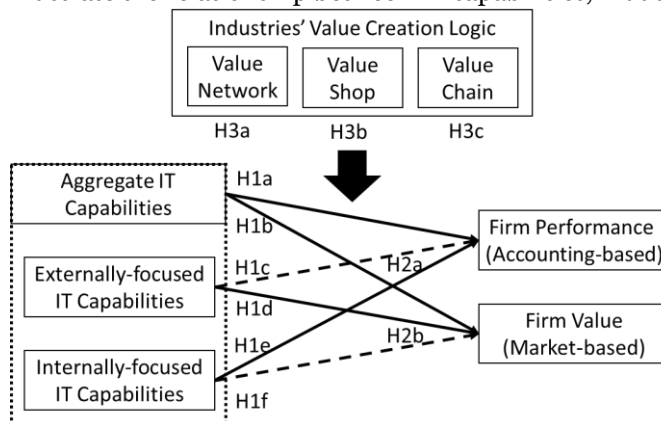 Industries' Value Creation Logic
Value
Network
Value
Shop
Value
Chain
H3a
H3b
H3c
Aggregate IT
Capabilities
H1a
H1b
Externally-focused
IT Capabilities
H1c
H1d
Internally-focused
IT Capabilities
H1e
H1f
H2a
H2b
Firm Performance
(Accounting-based)
Firm Value
(Market-based)